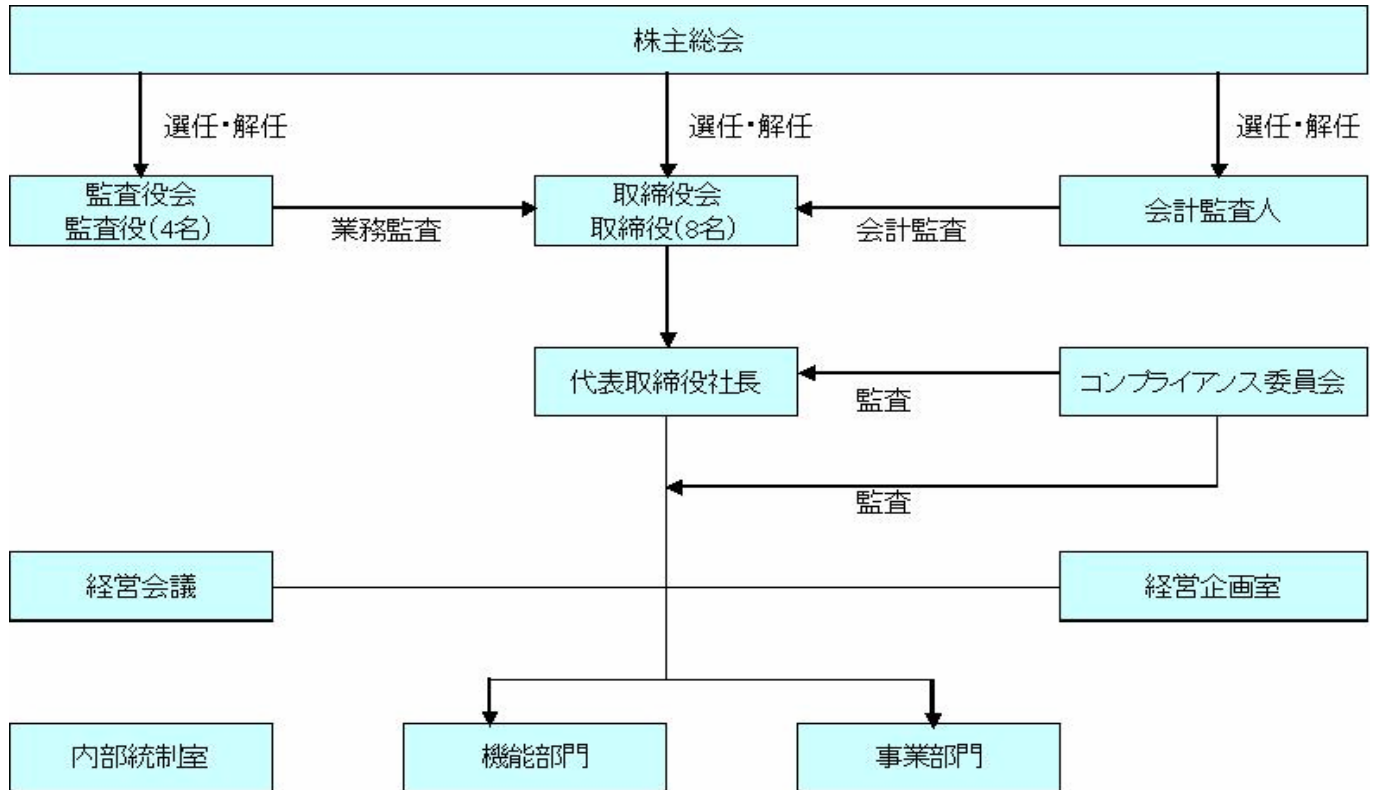 株主総会
選任・解任
選任・解任
選任・解任
監査役会
監査役(4名)
業務監査
取締役会
取締役(8名)
会計監査
会計監査人
代表取締役社長
監査
コンプライアンス委員会
監査
経営会議
経営企画室
内部統制室
機能部門
事業部門